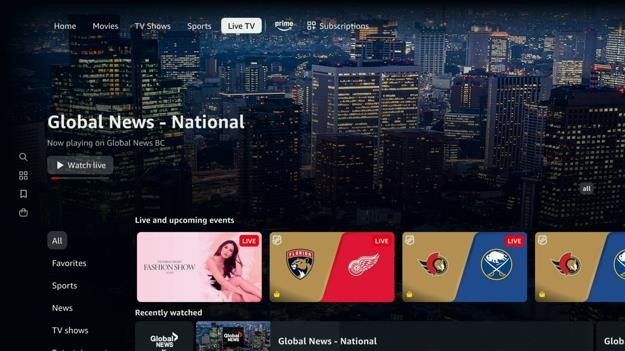 Home Movies TV Shows Sports Live TV prime Subscriptions
Global News - National
Now playing on Global News BC
Watch live
all
Live and upcoming events
All
Favorites
Sports
News
TV shows
FASHION SHOW
LIVE
FLORIDA
LIVE
LIVE
Recently watched
Global
NEWS
Global
NEWS
Global News - National
Global